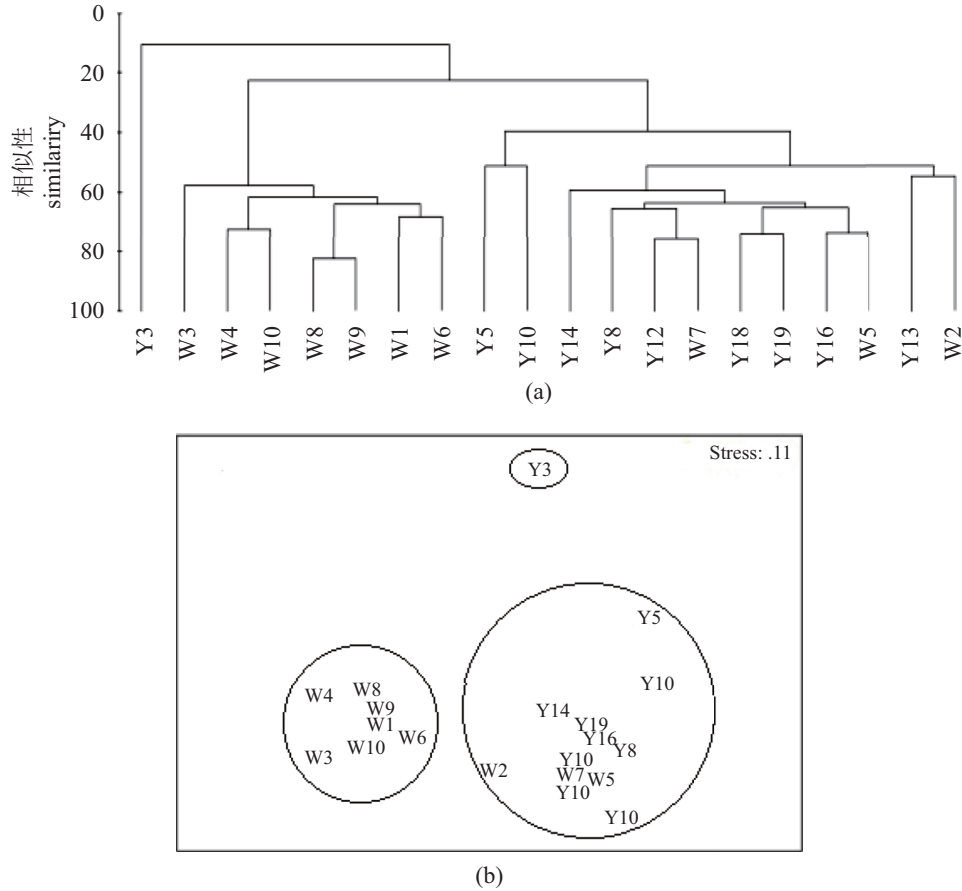 0
20
40
60
80
100
相似性
similariry
Y3 W3 W4 W10 W8 W9 W1 W6 Y5 Y10 Y14 Y8 Y12 W7 Y18 Y19 Y16 W5 Y13 W2
(a)
Stress: .11
Y3
Y5
Y10
W4 W8
W9
W1
W6
W10
W3
Y14
Y19
Y16
Y8
Y10
W7 W5
Y10
W2
Y10
(b)